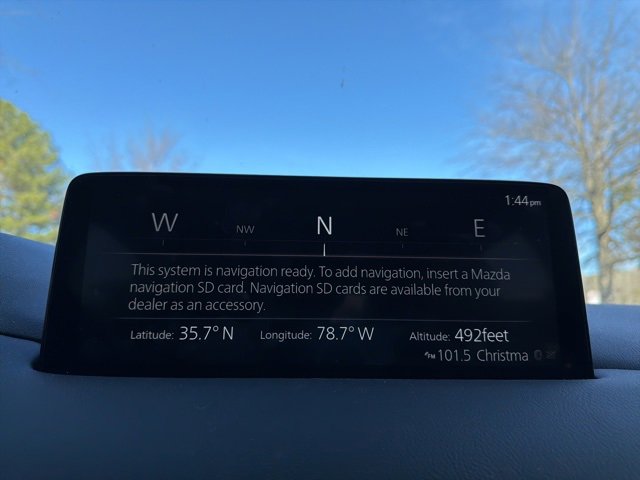 1:44pm
W NW N NE E
This system is navigation ready. To add navigation, insert a Mazda
navigation SD card. Navigation SD cards are available from your
dealer as an accessory.
Latitude: 35.7° N Longitude: 78.7° W Altitude: 492feet
FM 101.5 Christma